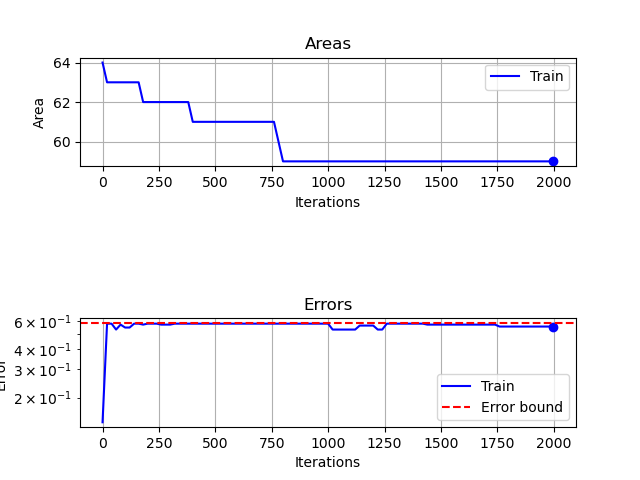 Areas
64
62
60
Area
Train
0 250 500 750 1000 1250 1500 1750 2000
Iterations
Errors
6 × 10⁻¹
4 × 10⁻¹
3 × 10⁻¹
2 × 10⁻¹
Error
Train
Error bound
0 250 500 750 1000 1250 1500 1750 2000
Iterations